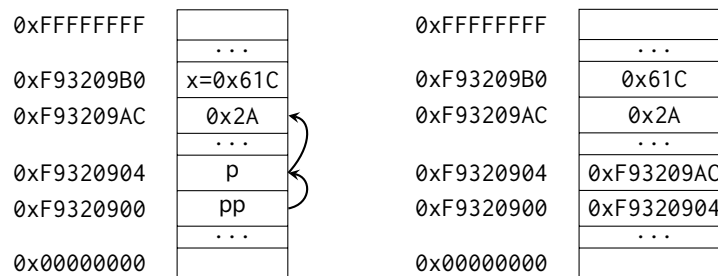 0xFFFFFFFF
...
0xF93209B0 x=0x61C
0xF93209AC 0x2A
...
0xF9320904 p
0xF9320900 pp
...
0x00000000
0xFFFFFFFF
...
0xF93209B0 0x61C
0xF93209AC 0x2A
...
0xF9320904 0xF93209AC
0xF9320900 0xF9320904
...
0x00000000